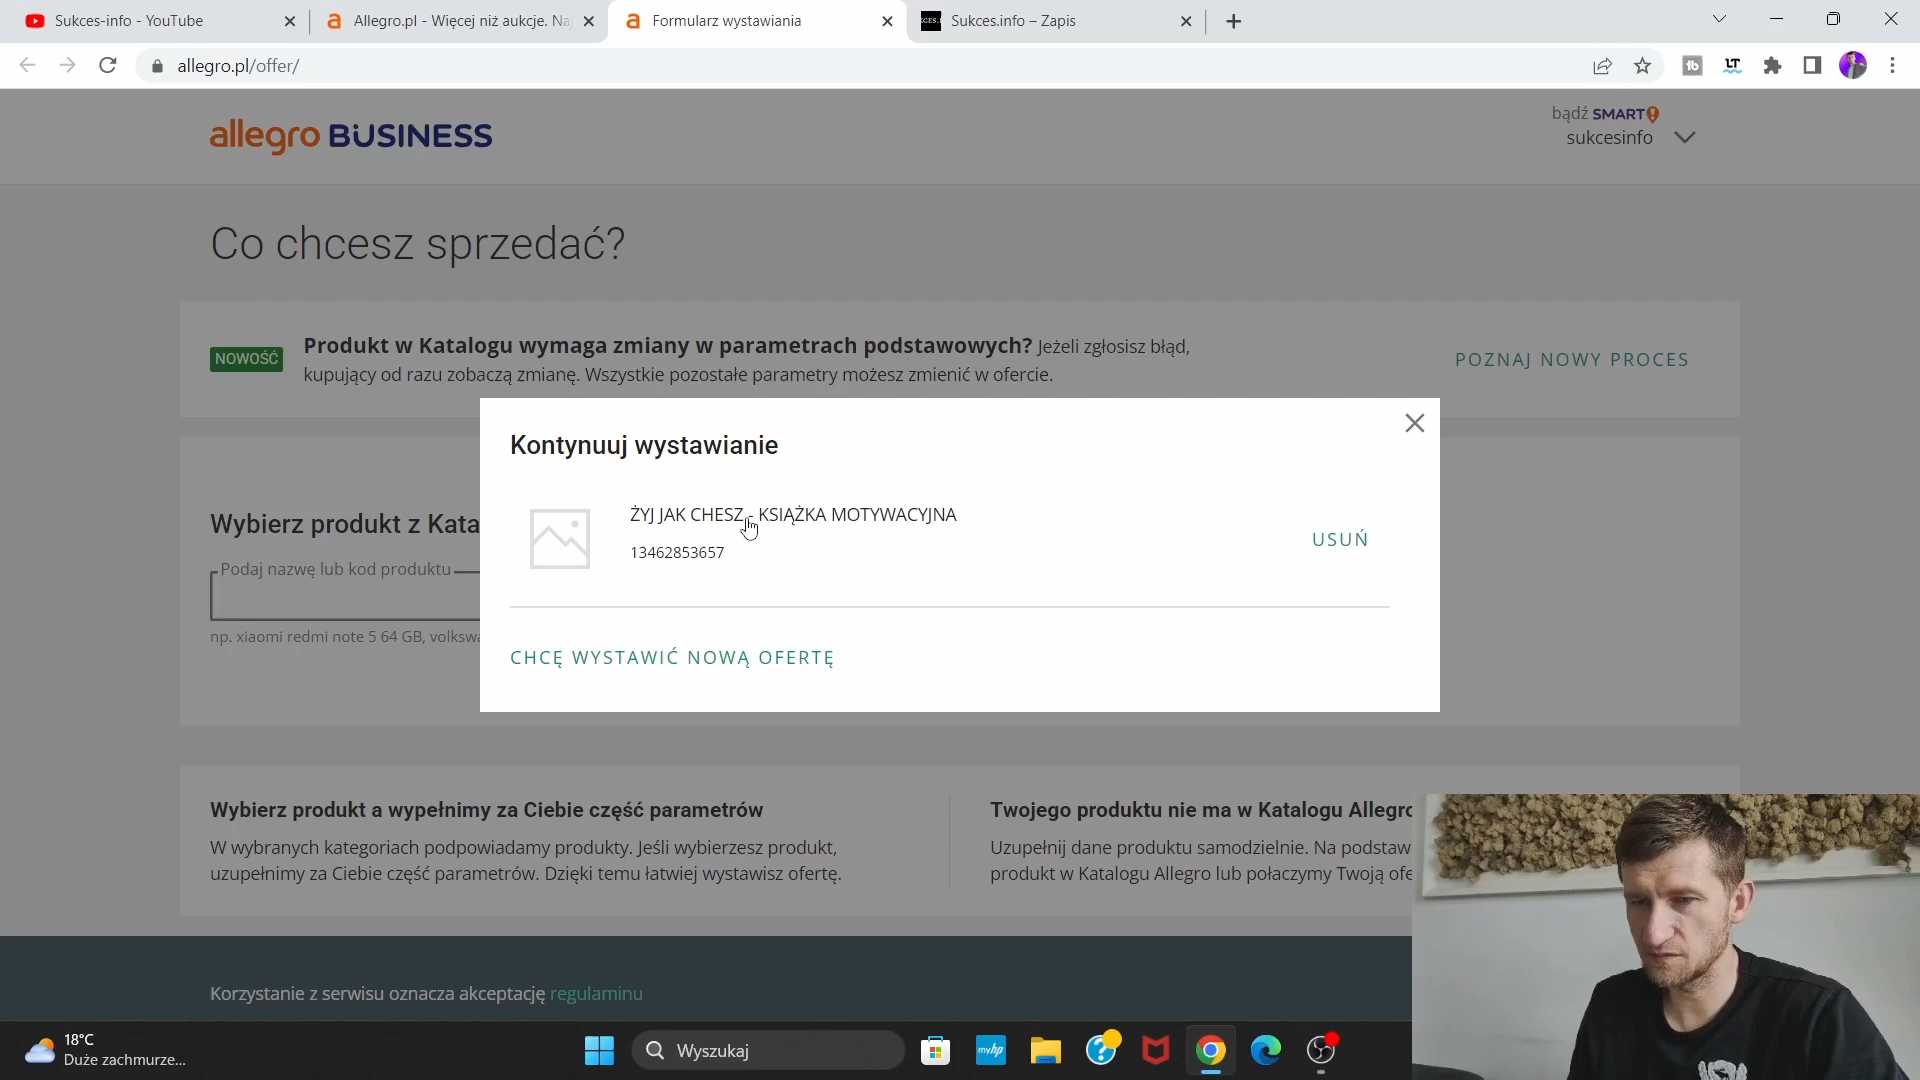 Sukces-info - YouTube
Allegro.pl - Więcej niż aukcje. Na
Formularz wystawiania
Sukces.info – Zapis
allegro.pl/offer/
allegro BUSINESS
bądź SMART!
sukcesinfo
Co chcesz sprzedać?
NOWOŚĆ
Produkt w Katalogu wymaga zmiany w parametrach podstawowych? Jeżeli zgłosisz błąd,
kupujący od razu zobaczą zmianę. Wszystkie pozostałe parametry możesz zmienić w ofercie.
POZNAJ NOWY PROCES
Kontynuuj wystawianie
ŻYJ JAK CHESZ - KSIĄŻKA MOTYWACYJNA
13462853657
USUŃ
CHCĘ WYSTAWIĆ NOWĄ OFERTĘ
Wybierz produkt z Kata
Podaj nazwę lub kod produktu
np. xiaomi redmi note 5 64 GB, volksw
Wybierz produkt a wypełnimy za Ciebie część parametrów
W wybranych kategoriach podpowiadamy produkty. Jeśli wybierzesz produkt,
uzupełnimy za Ciebie część parametrów. Dzięki temu łatwiej wystawisz ofertę.
Twojego produktu nie ma w Katalogu Allegro
Uzupełnij dane produktu samodzielnie. Na podstaw
produkt w Katalogu Allegro lub połączymy Twoją ofe
Korzystanie z serwisu oznacza akceptację regulaminu
18°C
Duże zachmurze...
Wyszukaj
myhp